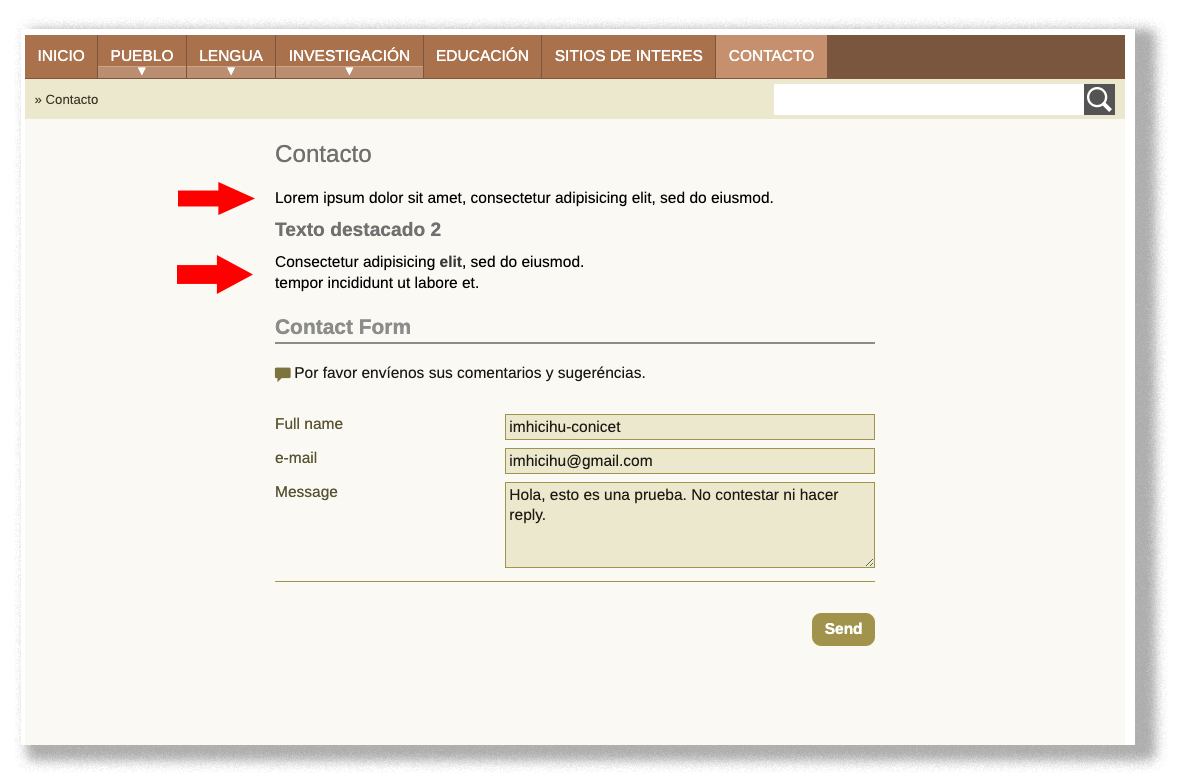 INICIO PUEBLO LENGUA INVESTIGACIÓN EDUCACIÓN SITIOS DE INTERES CONTACTO
» Contacto
Contacto
Lorem ipsum dolor sit amet, consectetur adipisicing elit, sed do eiusmod.
Texto destacado 2
Consectetur adipisicing elit, sed do eiusmod.
tempor incididunt ut labore et.
Contact Form
Por favor envíenos sus comentarios y sugeréncias.
Full name imhicihu-conicet
e-mail imhicihu@gmail.com
Message Hola, esto es una prueba. No contestar ni hacer
reply.
Send